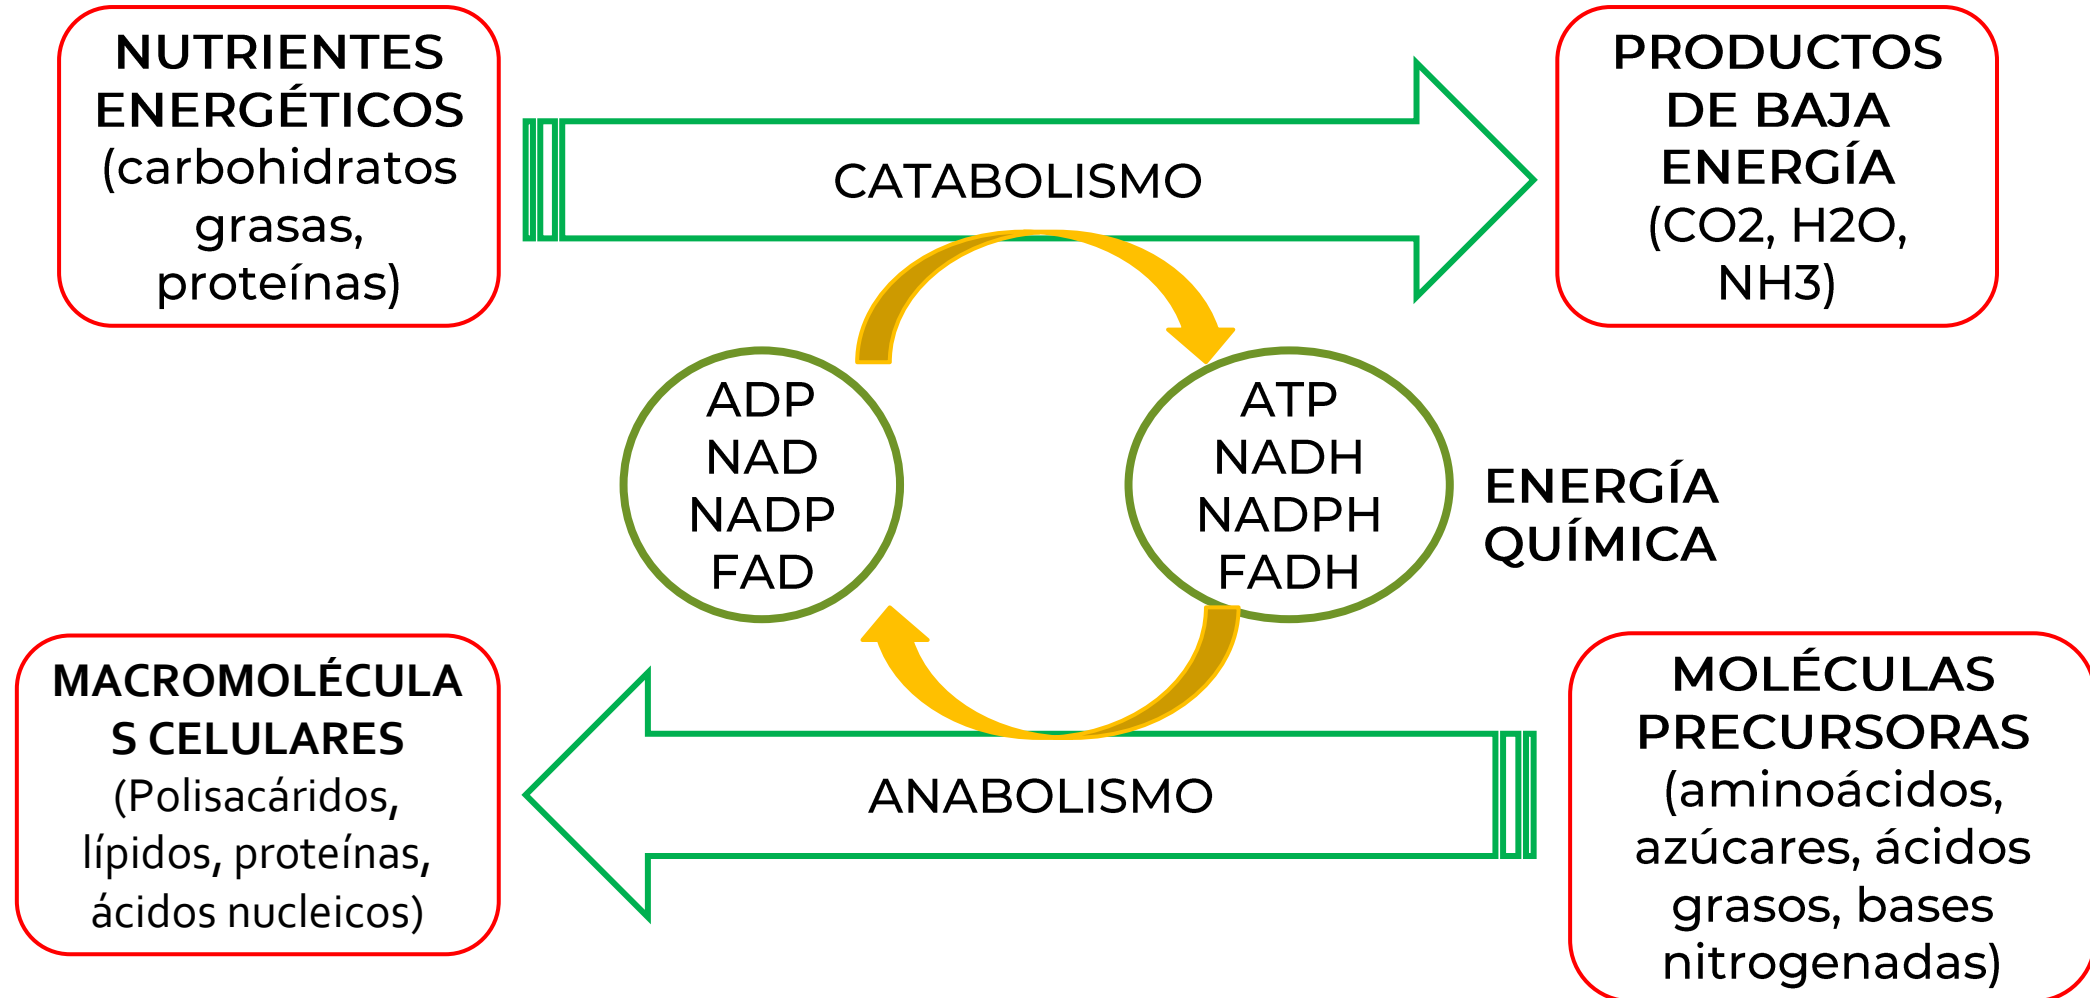 NUTRIENTES
ENERGÉTICOS
(carbohidratos
grasas,
proteínas)
CATABOLISMO
PRODUCTOS
DE BAJA
ENERGÍA
(CO2, H2O,
NH3)
ADP
NAD
NADP
FAD
ATP
NADH
NADPH
FADH
ENERGÍA
QUÍMICA
MACROMOLÉCULA
S CELULARES
(Polisacáridos,
lípidos, proteínas,
ácidos nucleicos)
ANABOLISMO
MOLÉCULAS
PRECURSORAS
(aminoácidos,
azúcares, ácidos
grasos, bases
nitrogenadas)